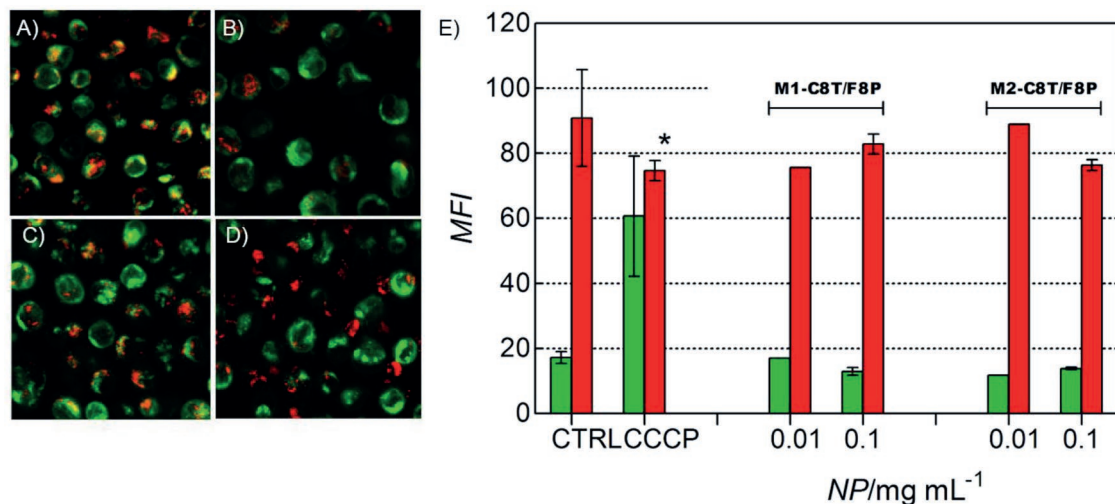 A)
B)
C)
D)
E)
120
100
80
60
40
20
0
MFI
M1-C8T/F8P
M2-C8T/F8P
*
CTRL CCCP 0.01 0.1 0.01 0.1
NP/mg mL⁻¹